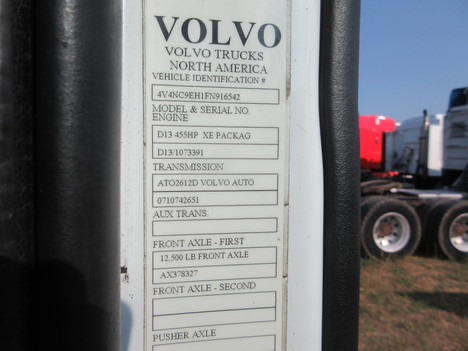 VOLVO
VOLVO TRUCKS
NORTH AMERICA
VEHICLE IDENTIFICATION #
4V4NC9EH1FN916542
MODEL & SERIAL NO.
ENGINE
D13 455HP XE PACKAG
D13/1073391
TRANSMISSION
ATO2612D VOLVO AUTO
0710742651
AUX TRANS.
FRONT AXLE - FIRST
12,500 LB FRONT AXLE
AX378327
FRONT AXLE - SECOND
PUSHER AXLE